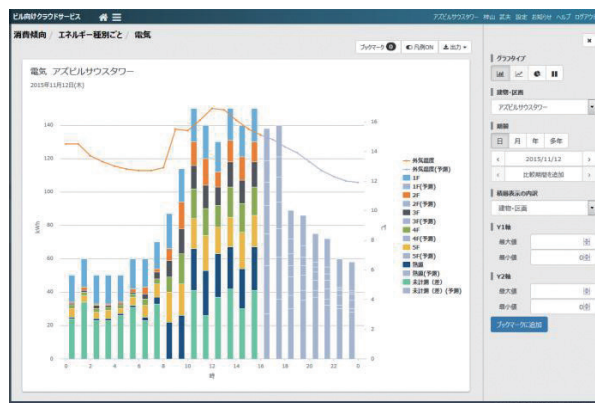 ビル向けクラウドサービス
アズビルサウスタワー 神山 武夫 設定 お知らせ ヘルプ ログアウト
消費傾向 / エネルギー種別ごと / 電気
ブックマーク 0 凡例ON 出力
電気 アズビルサウスタワー
2015年11月12日(木)
140
120
100
80
60
40
20
0
kWh
0 2 4 6 8 10 12 14 16 18 20 22 0
時
16
14
12
10
8
6
4
2
0
℃
外気温度
外気温度(予測)
1F
1F(予測)
2F
2F(予測)
3F
3F(予測)
4F
4F(予測)
5F
5F(予測)
熱源
熱源(予測)
未計測（差）
未計測（差）(予測)
グラフタイプ
建物・区画
アズビルサウスタワー
期間
日 月 年 多年
2015/11/12
比較期間を追加
積層表示の内訳
建物・区画
Y1軸
最大値
最小値 0
Y2軸
最大値
最小値 0
ブックマークに追加